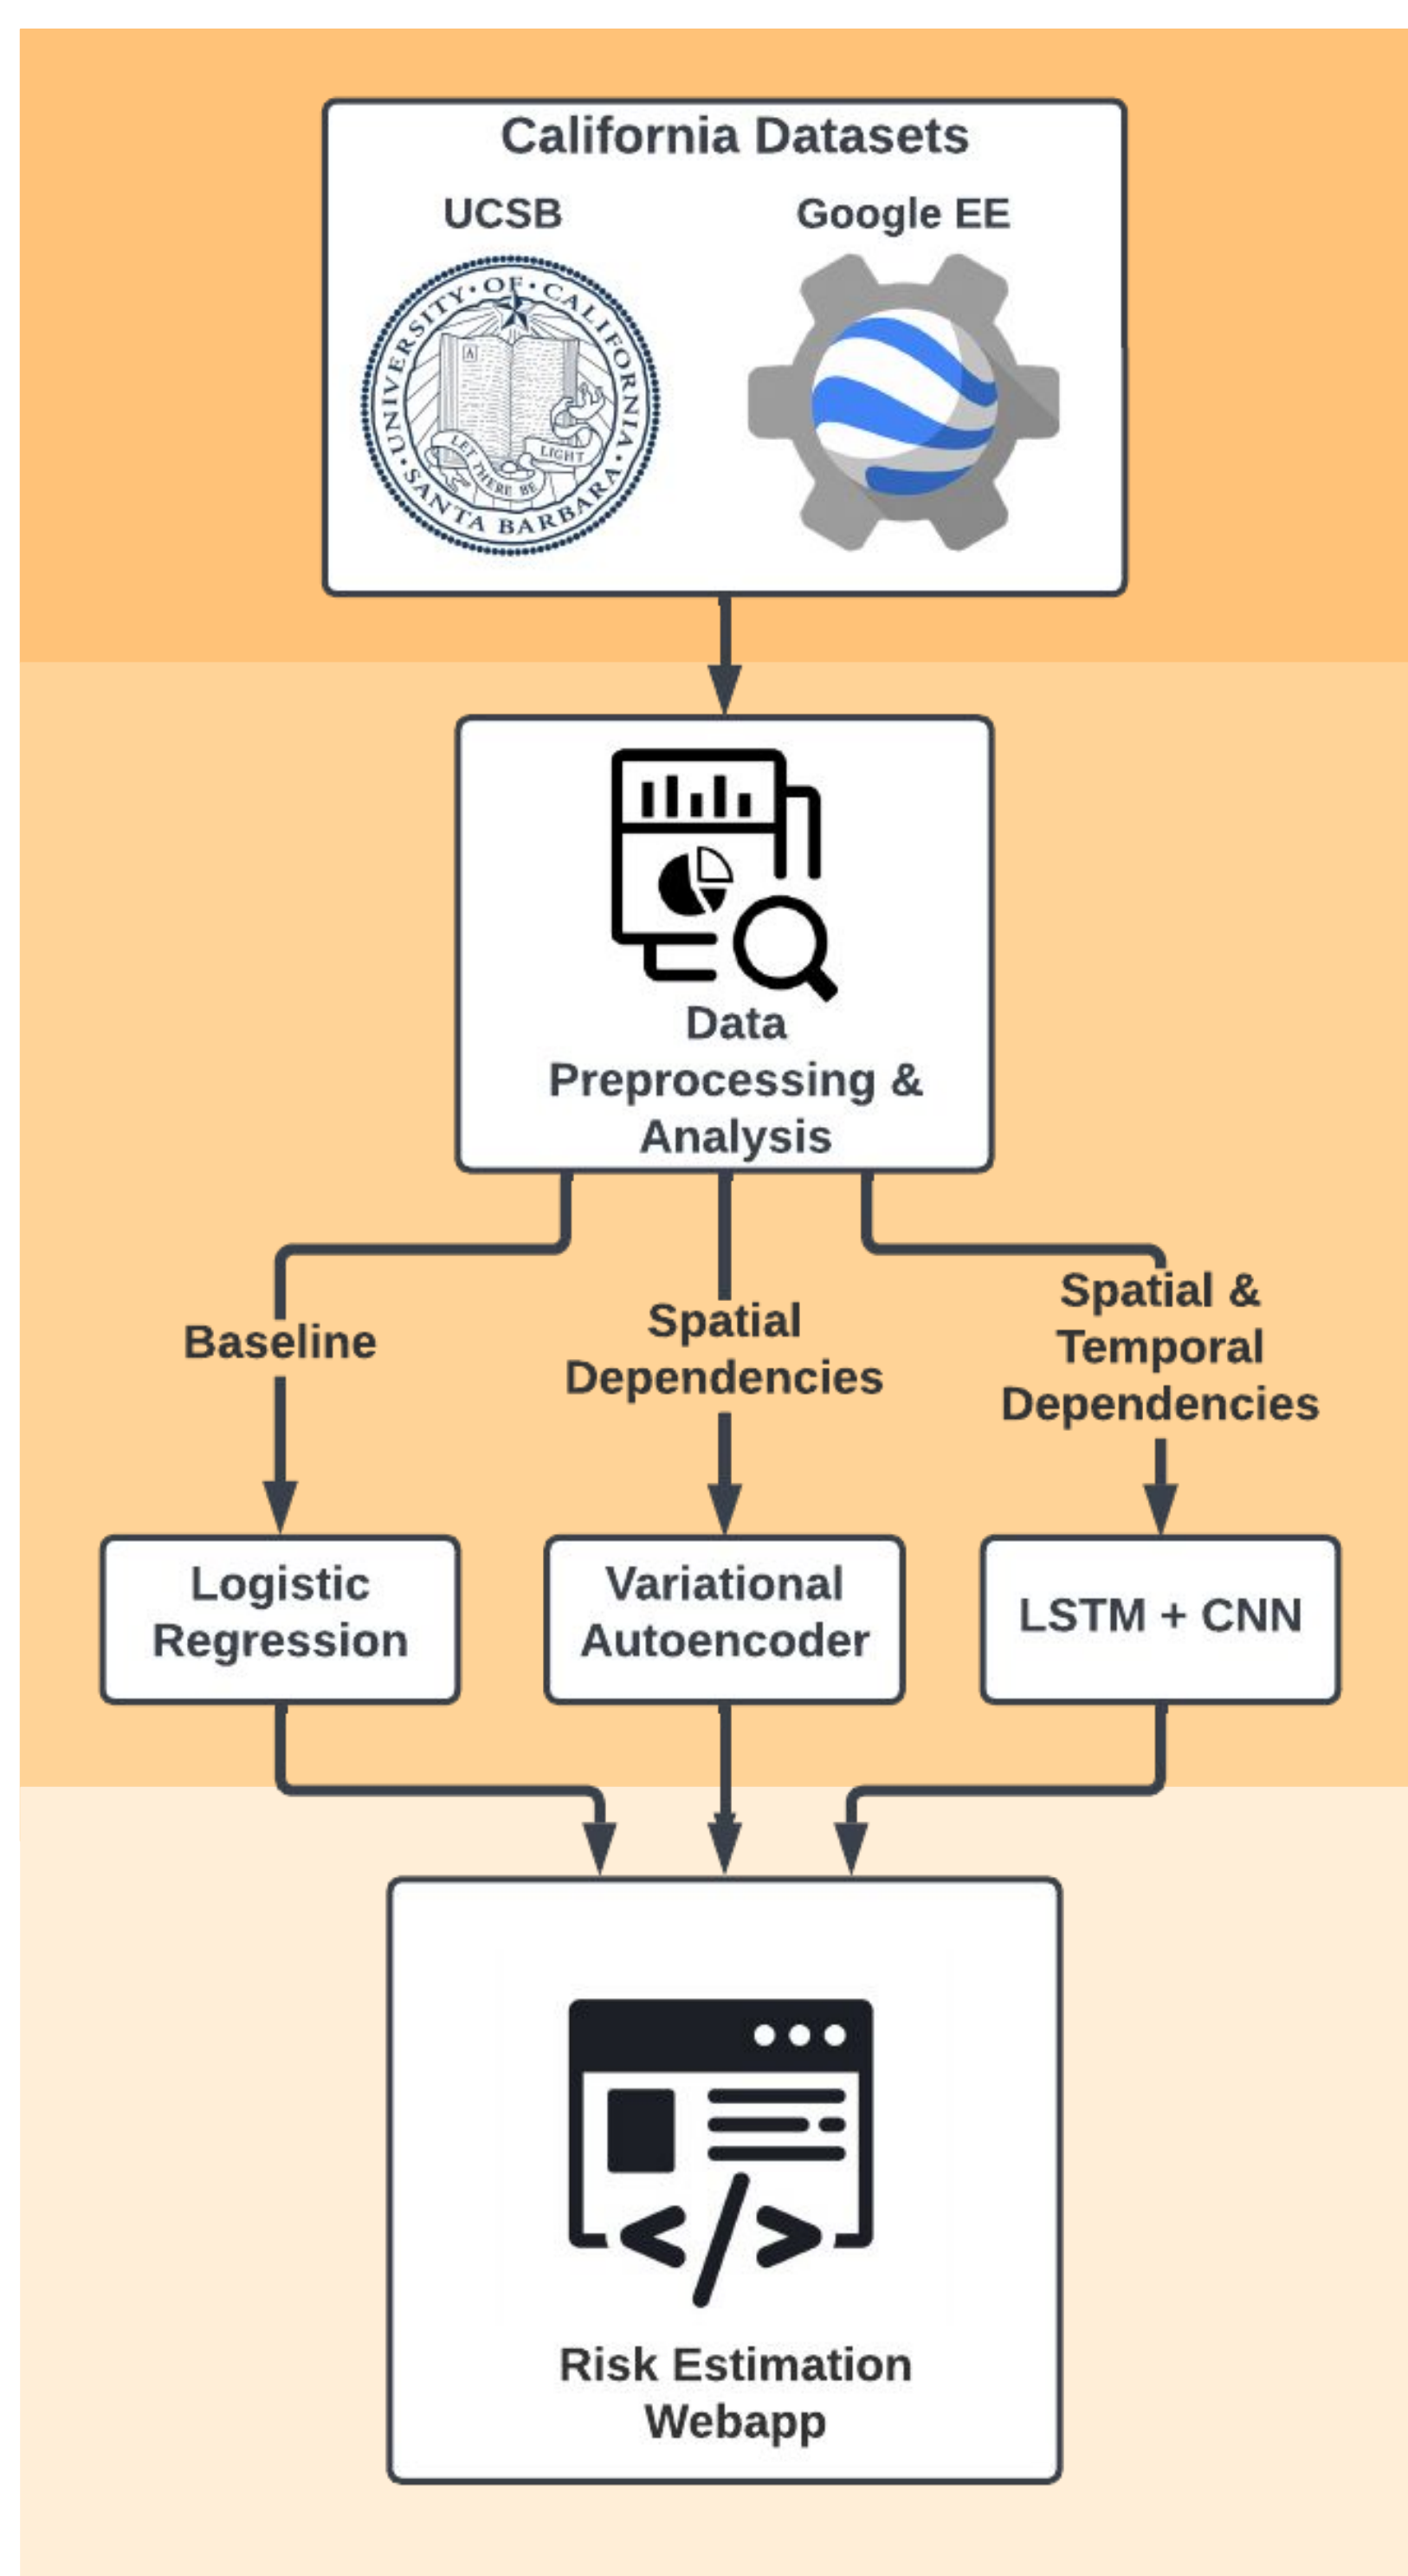 California Datasets
UCSB
Google EE
UNIVERSITY · OF · CALIFORNIA ·
SANTA BARBARA
A
LET THERE BE
LIGHT
Data
Preprocessing &
Analysis
Baseline
Spatial
Dependencies
Spatial &
Temporal
Dependencies
Logistic
Regression
Variational
Autoencoder
LSTM + CNN
</>
Risk Estimation
Webapp